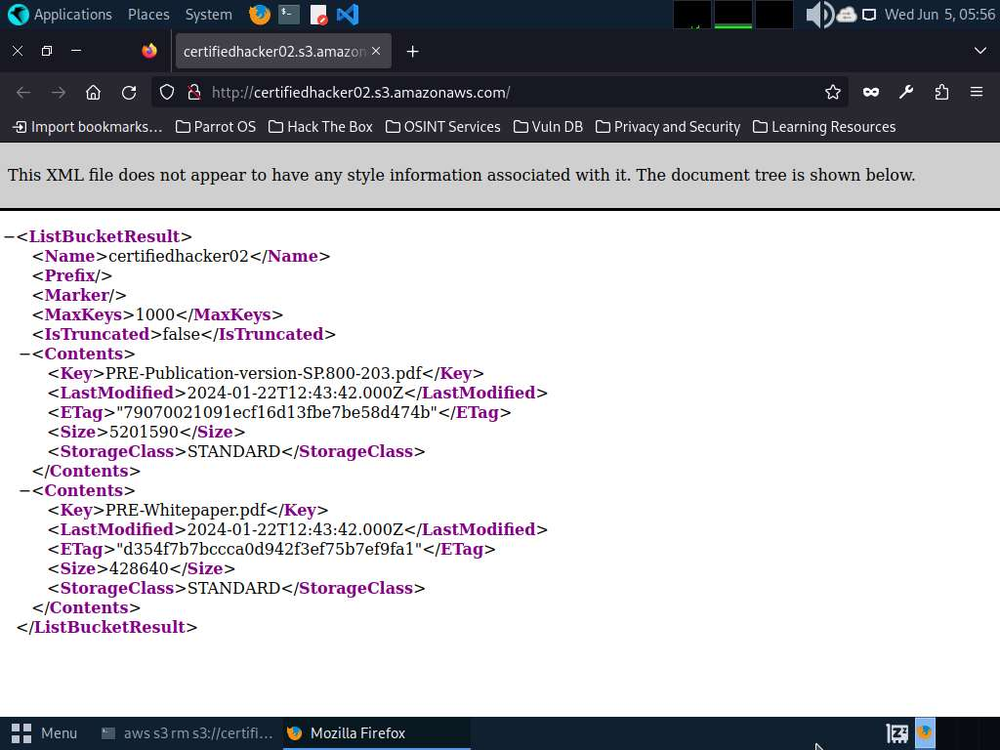 Applications Places System Wed Jun 5, 05:56
certifiedhacker02.s3.amazon
http://certifiedhacker02.s3.amazonaws.com/
Import bookmarks... Parrot OS Hack The Box OSINT Services Vuln DB Privacy and Security Learning Resources
This XML file does not appear to have any style information associated with it. The document tree is shown below.
−<ListBucketResult>
<Name>certifiedhacker02</Name>
<Prefix/>
<Marker/>
<MaxKeys>1000</MaxKeys>
<IsTruncated>false</IsTruncated>
−<Contents>
<Key>PRE-Publication-version-SP.800-203.pdf</Key>
<LastModified>2024-01-22T12:43:42.000Z</LastModified>
<ETag>"79070021091ecf16d13fbe7be58d474b"</ETag>
<Size>5201590</Size>
<StorageClass>STANDARD</StorageClass>
</Contents>
−<Contents>
<Key>PRE-Whitepaper.pdf</Key>
<LastModified>2024-01-22T12:43:42.000Z</LastModified>
<ETag>"d354f7b7bccca0d942f3ef75b7ef9fa1"</ETag>
<Size>428640</Size>
<StorageClass>STANDARD</StorageClass>
</Contents>
</ListBucketResult>
Menu aws s3 rm s3://certifi... Mozilla Firefox